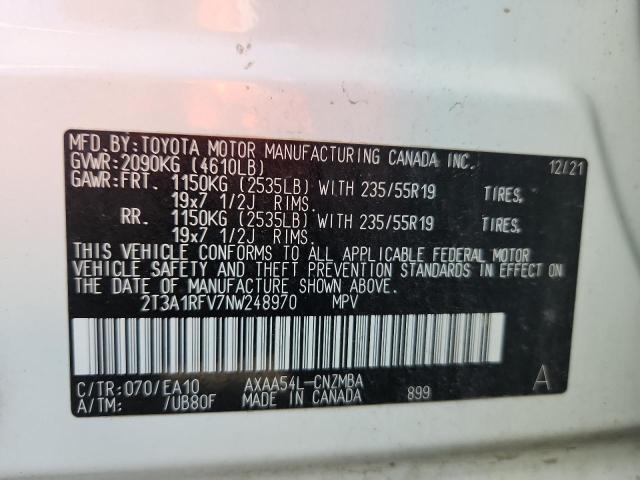 MFD.BY:TOYOTA MOTOR MANUFACTURING CANADA INC. 12/21
GVWR:2090KG (4610LB)
GAWR:FRT. 1150KG (2535LB) WITH 235/55R19 TIRES,
19x7 1/2J RIMS.
RR. 1150KG (2535LB) WITH 235/55R19 TIRES,
19x7 1/2J RIMS.
THIS VEHICLE CONFORMS TO ALL APPLICABLE FEDERAL MOTOR
VEHICLE SAFETY AND THEFT PREVENTION STANDARDS IN EFFECT ON
THE DATE OF MANUFACTURE SHOWN ABOVE.
2T3A1RFV7NW248970 MPV
C/TR:070/EA10 AXAA54L-CNZMBA A
A/TM: /UB80F MADE IN CANADA 899